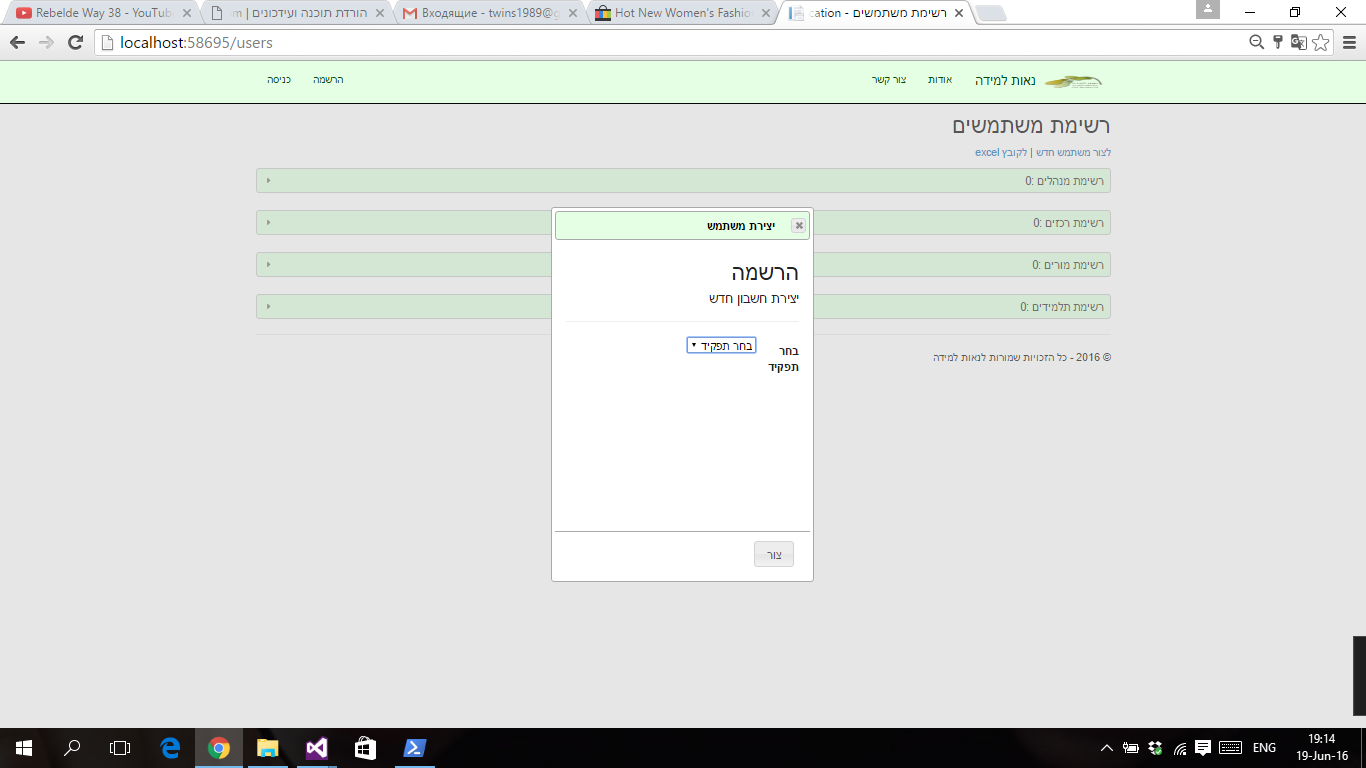 Rebelde Way 38 - YouTub
הורדת תוכנה ועידכונים | m
Входящие - twins1989@g
Hot New Women's Fashio
רשימת משתמשים - cation
localhost:58695/users
נאות למידה
אודות
צור קשר
הרשמה
כניסה
רשימת משתמשים
לצור משתמש חדש | לקובץ excel
רשימת מנהלים :0
רשימת רכזים :0
רשימת מורים :0
רשימת תלמידים :0
© 2016 - כל הזכויות שמורות לנאות למידה
יצירת משתמש
הרשמה
יצירת חשבון חדש
בחר תפקיד
בחר
תפקיד
צור
ENG
19:14
19-Jun-16